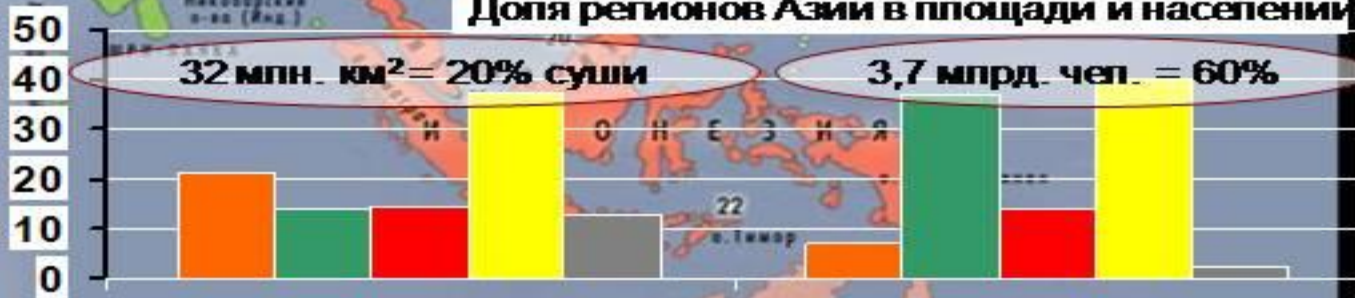 Доля регионов Азии в площади и населении
50
32 млн. км²= 20% суши
3,7 млрд. чел. = 60%
40
30
И О Н Е З И Я
20
22
10
о.Тимор
0